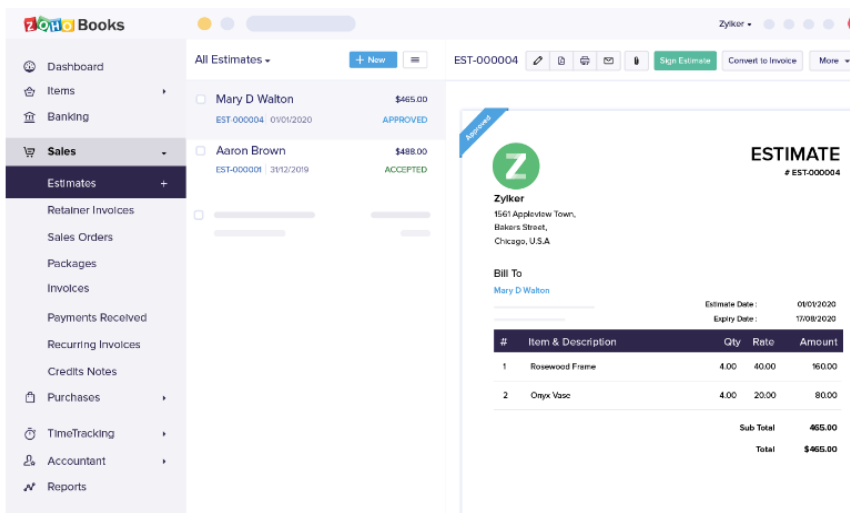 ZOHO Books
Zylker
Dashboard
Items
Banking
Sales
Estimates +
Retainer Invoices
Sales Orders
Packages
Invoices
Payments Received
Recurring Invoices
Credits Notes
Purchases
TimeTracking
Accountant
Reports
All Estimates
+ New
Mary D Walton $465.00
EST-000004 01/01/2020 APPROVED
Aaron Brown $488.00
EST-000001 31/12/2019 ACCEPTED
EST-000004
Sign Estimate
Convert to Invoice
More
Approved
Z
ESTIMATE
# EST-000004
Zylker
1561 Appleview Town,
Bakers Street,
Chicago, U.S.A
Bill To
Mary D Walton
Estimate Date : 01/01/2020
Expiry Date : 17/08/2020
# Item & Description Qty Rate Amount
1 Rosewood Frame 4.00 40.00 160.00
2 Onyx Vase 4.00 20.00 80.00
Sub Total 465.00
Total $465.00